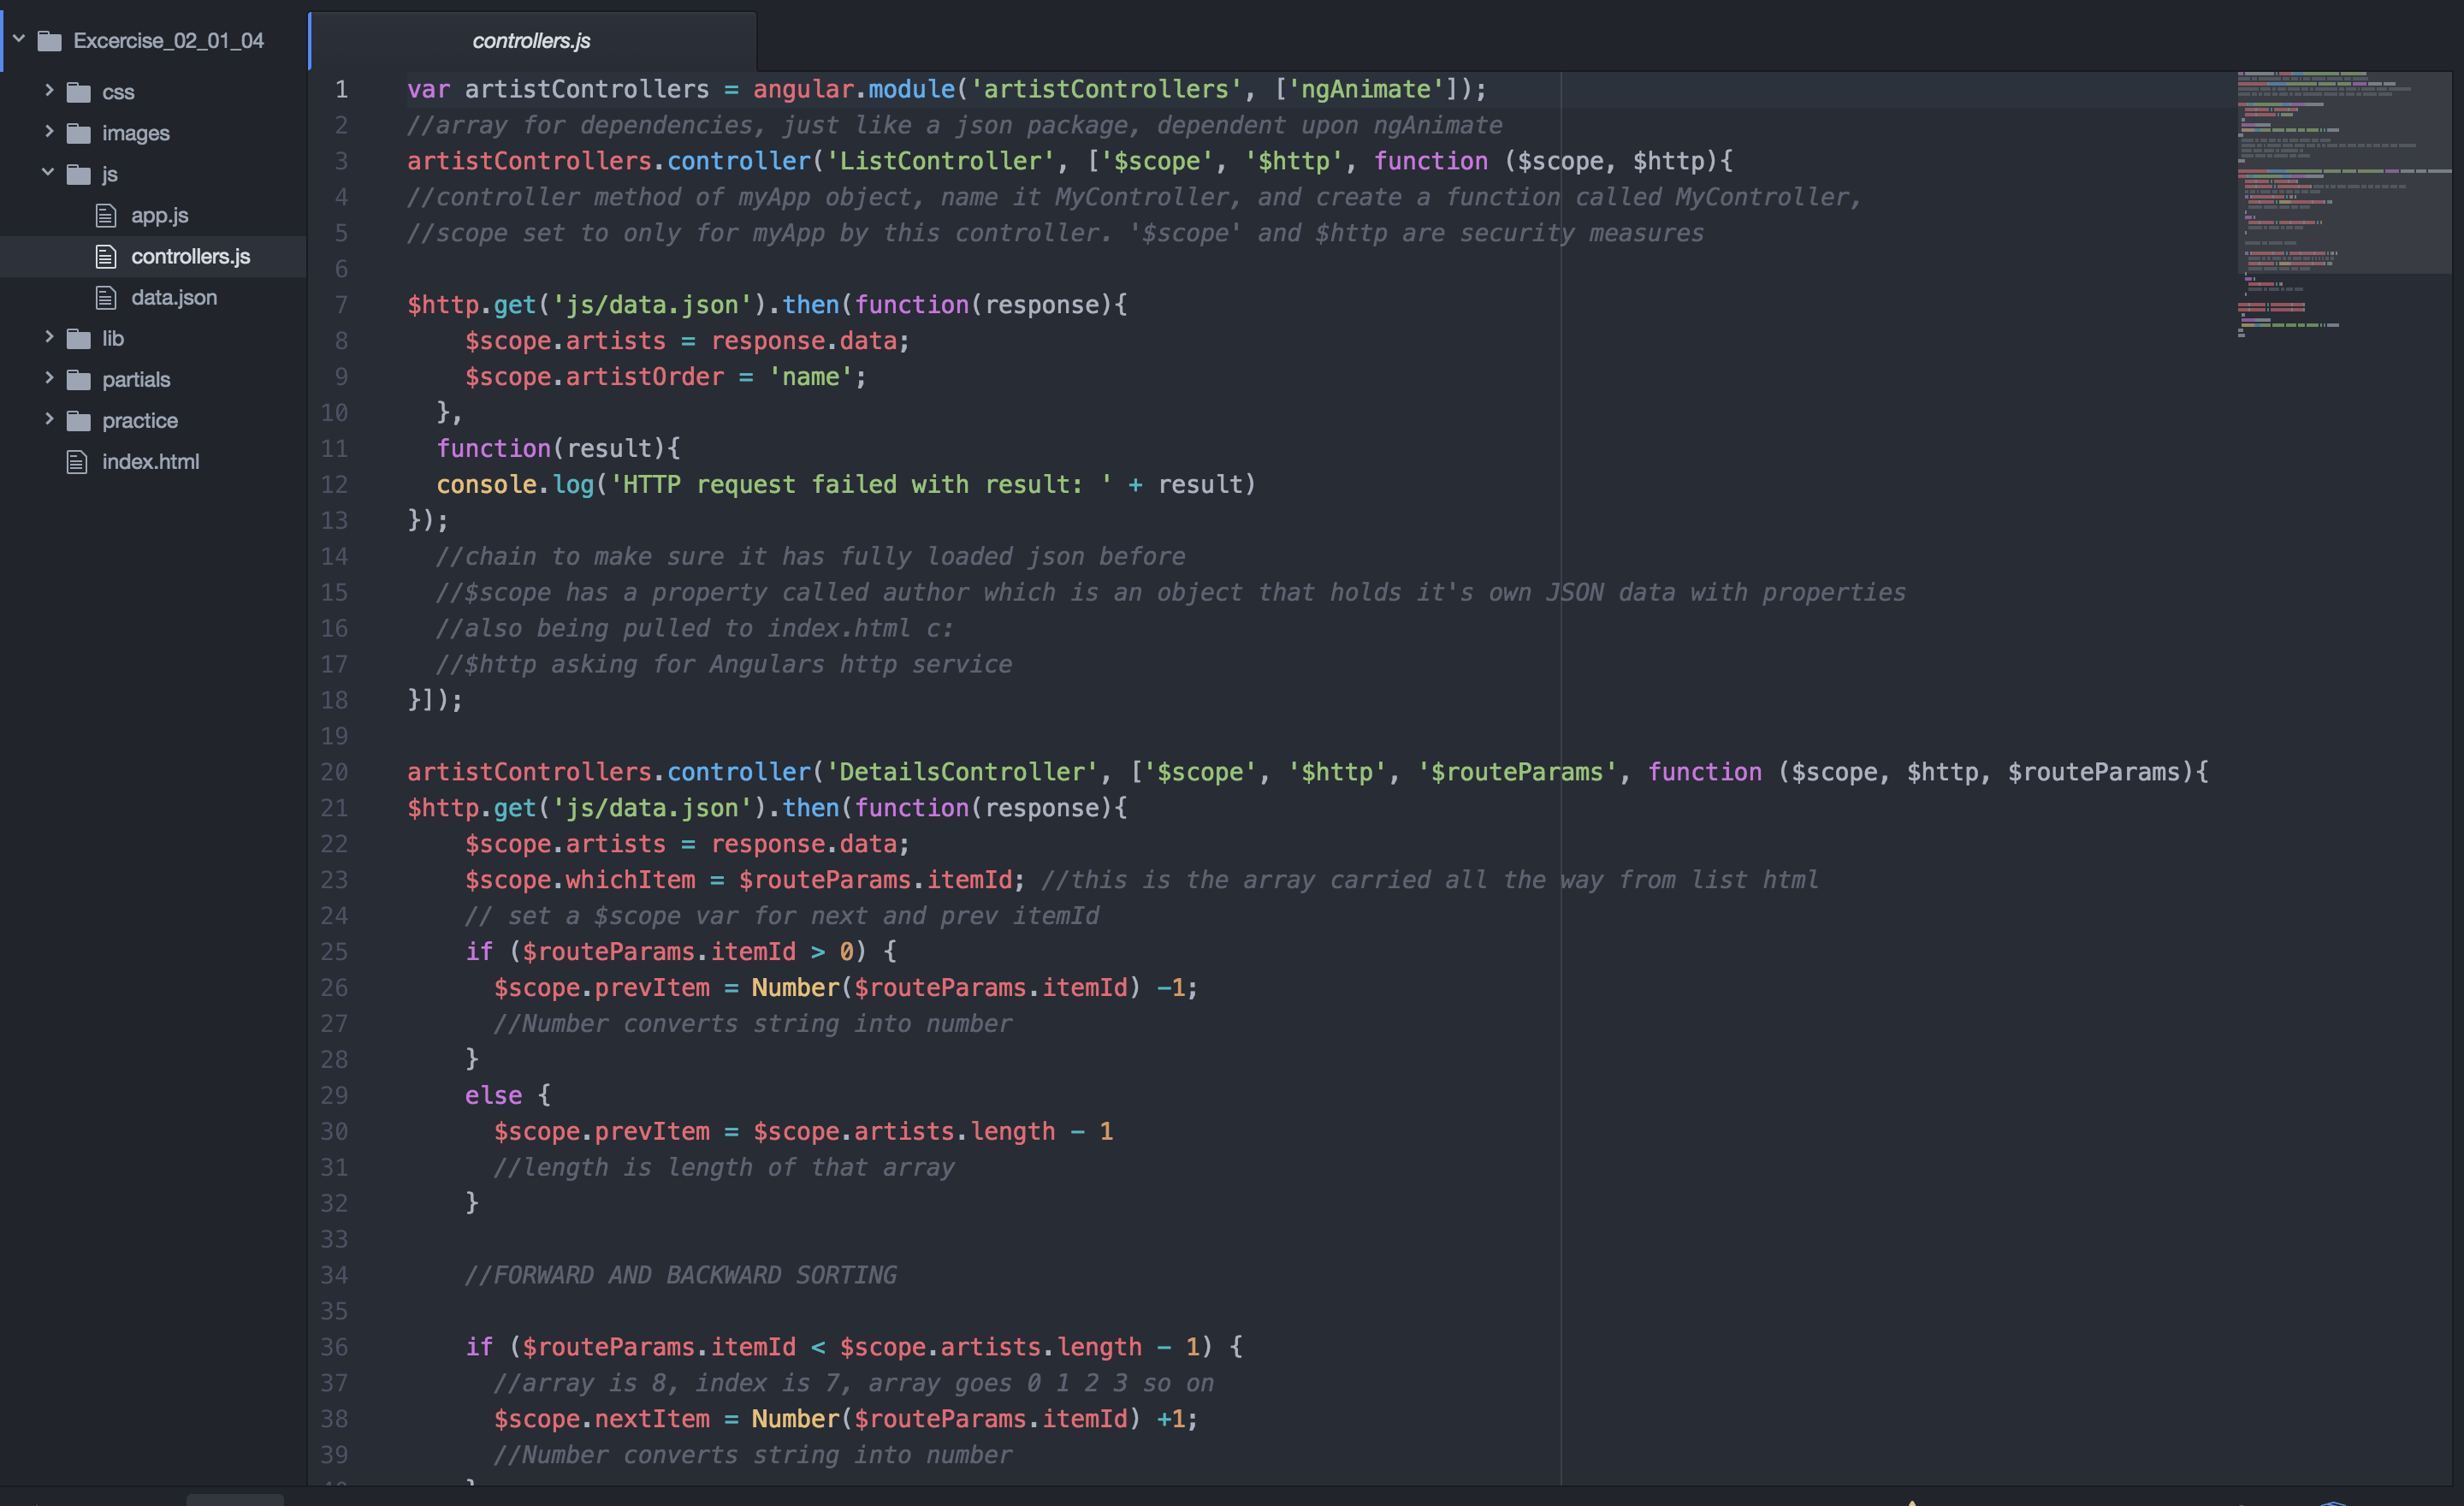 Excercise_02_01_04
css
images
js
app.js
controllers.js
data.json
lib
partials
practice
index.html
controllers.js
1 var artistControllers = angular.module('artistControllers', ['ngAnimate']);
2 //array for dependencies, just like a json package, dependent upon ngAnimate
3 artistControllers.controller('ListController', ['$scope', '$http', function ($scope, $http){
4 //controller method of myApp object, name it MyController, and create a function called MyController,
5 //scope set to only for myApp by this controller. '$scope' and $http are security measures
6
7 $http.get('js/data.json').then(function(response){
8     $scope.artists = response.data;
9     $scope.artistOrder = 'name';
10   },
11   function(result){
12   console.log('HTTP request failed with result: ' + result)
13 });
14   //chain to make sure it has fully loaded json before
15   //$scope has a property called author which is an object that holds it's own JSON data with properties
16   //also being pulled to index.html c:
17   //$http asking for Angulars http service
18 }]);
19
20 artistControllers.controller('DetailsController', ['$scope', '$http', '$routeParams', function ($scope, $http, $routeParams){
21 $http.get('js/data.json').then(function(response){
22     $scope.artists = response.data;
23     $scope.whichItem = $routeParams.itemId; //this is the array carried all the way from list html
24     // set a $scope var for next and prev itemId
25     if ($routeParams.itemId > 0) {
26       $scope.prevItem = Number($routeParams.itemId) -1;
27       //Number converts string into number
28     }
29     else {
30       $scope.prevItem = $scope.artists.length - 1
31       //length is length of that array
32     }
33
34     //FORWARD AND BACKWARD SORTING
35
36     if ($routeParams.itemId < $scope.artists.length - 1) {
37       //array is 8, index is 7, array goes 0 1 2 3 so on
38       $scope.nextItem = Number($routeParams.itemId) +1;
39       //Number converts string into number